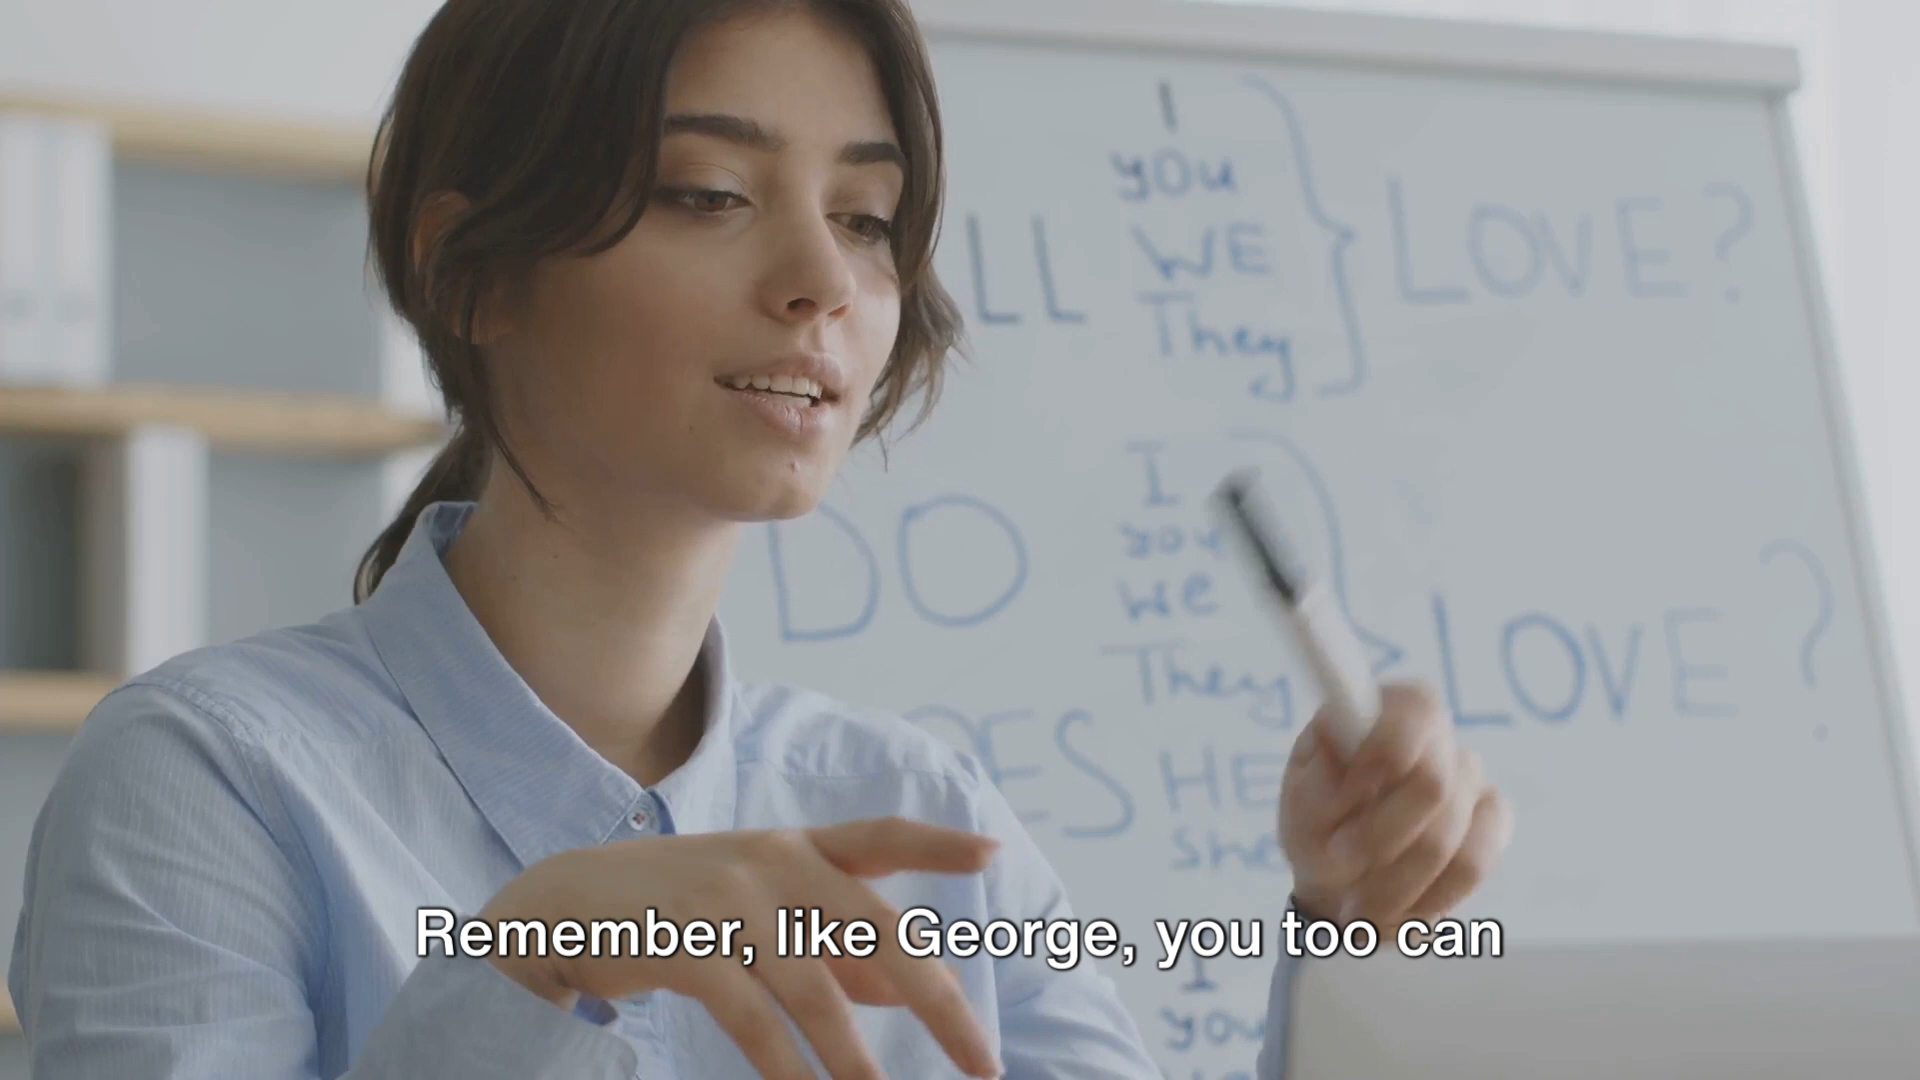 I
you
WE
They
LL
LOVE?
I
you
we
They
DO
LOVE?
ES
HE
she
Remember, like George, you too can
I
you